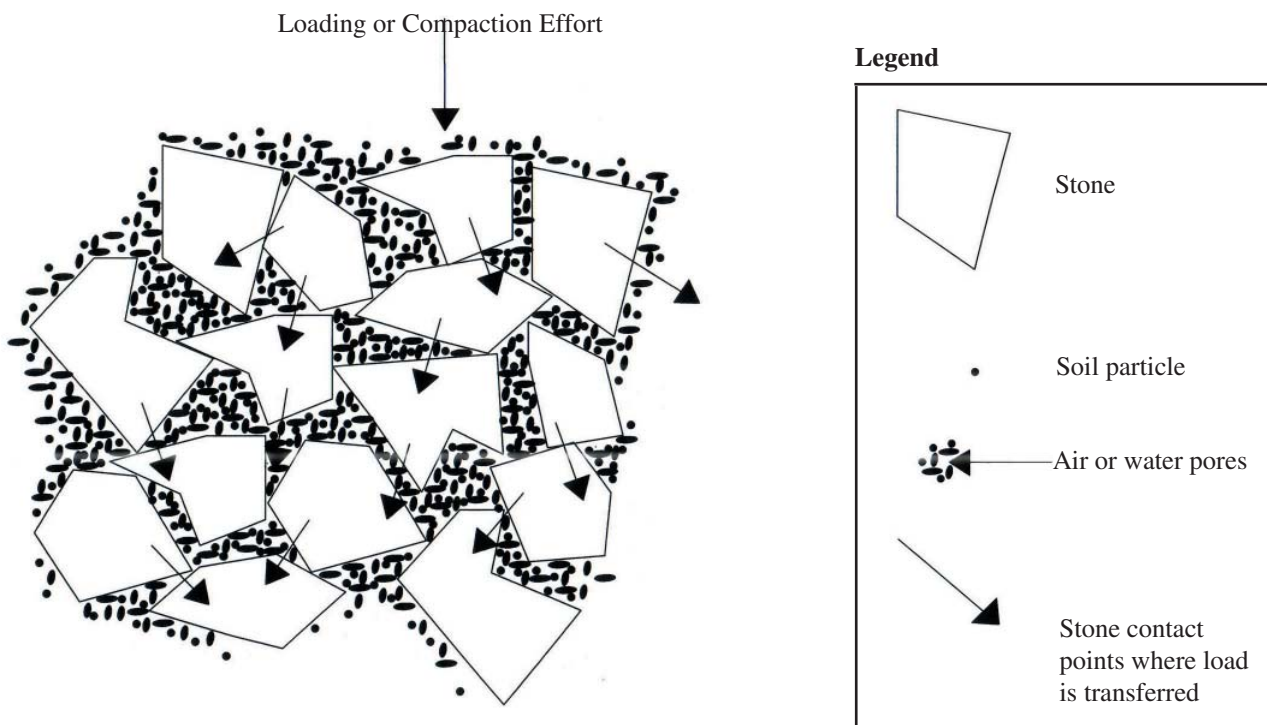 Loading or Compaction Effort
Legend
Stone
Soil particle
Air or water pores
Stone contact
points where load
is transferred